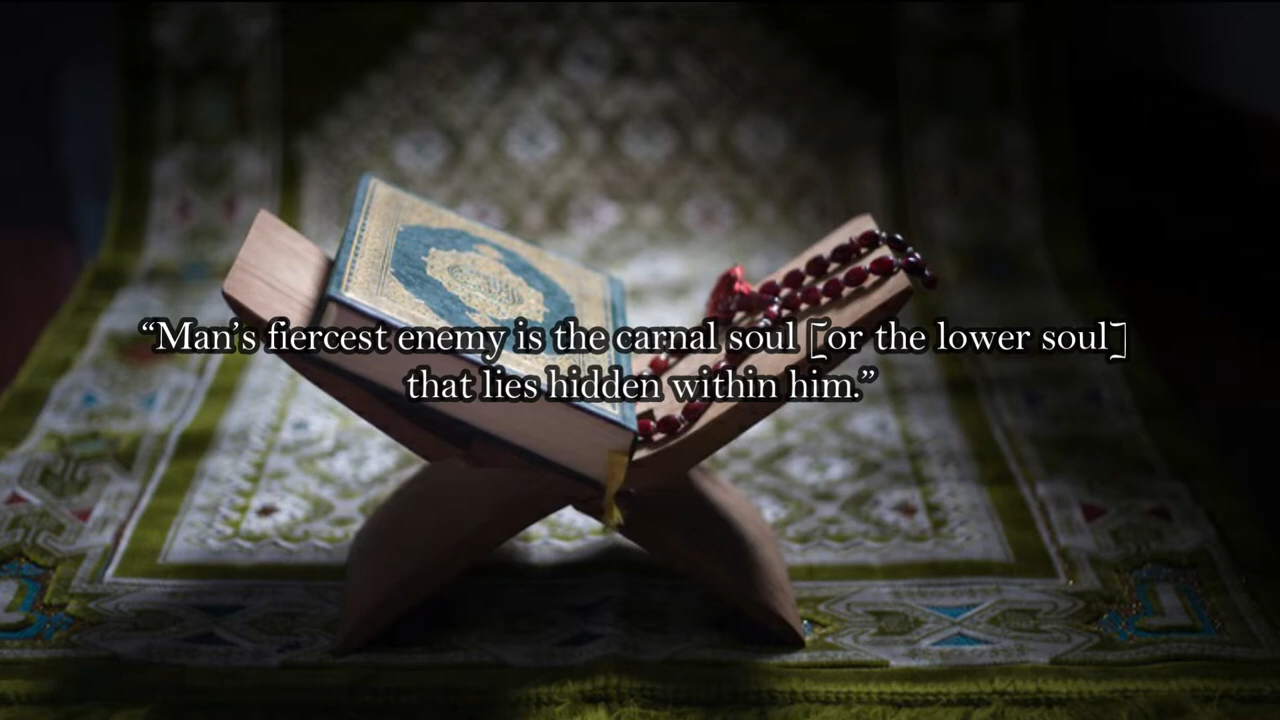 “Man’s fiercest enemy is the carnal soul [or the lower soul]
that lies hidden within him.”